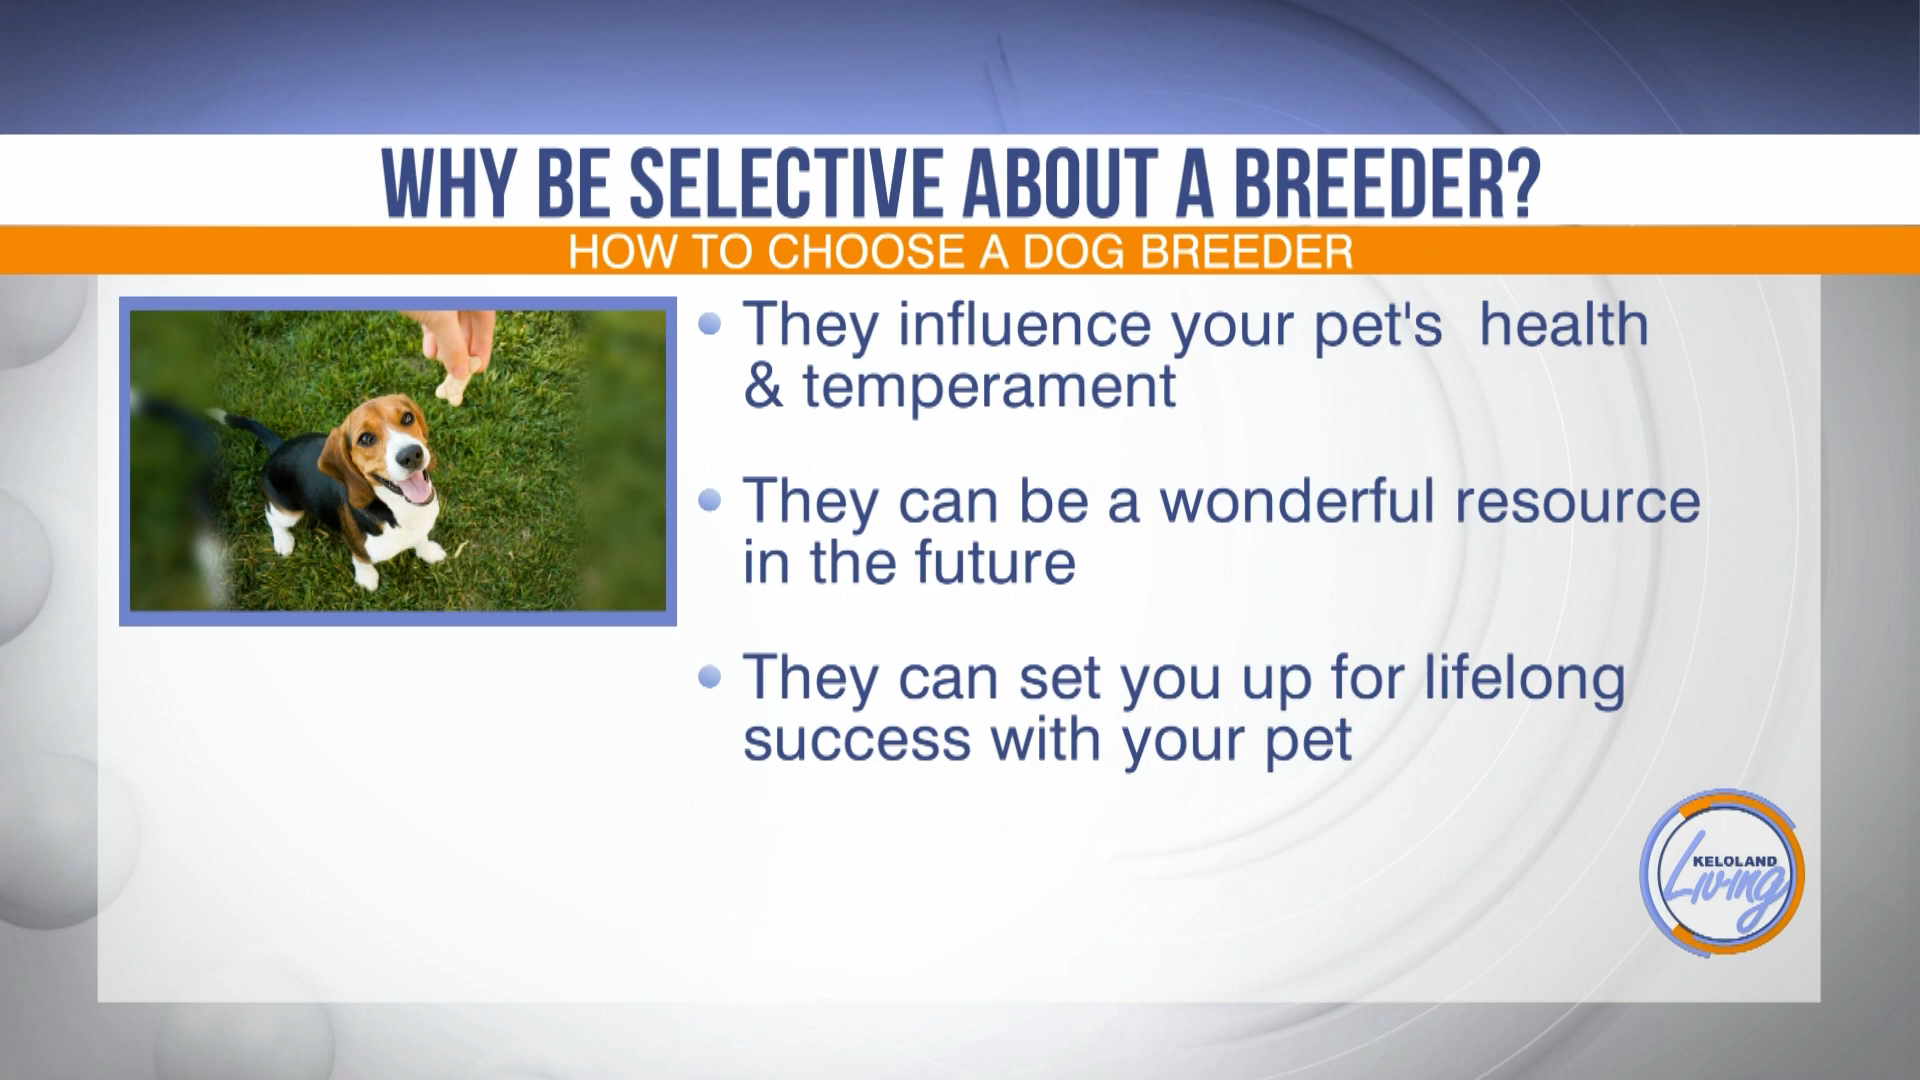 WHY BE SELECTIVE ABOUT A BREEDER?
HOW TO CHOOSE A DOG BREEDER
• They influence your pet's  health
& temperament
• They can be a wonderful resource
in the future
• They can set you up for lifelong
success with your pet
KELOLAND
Living